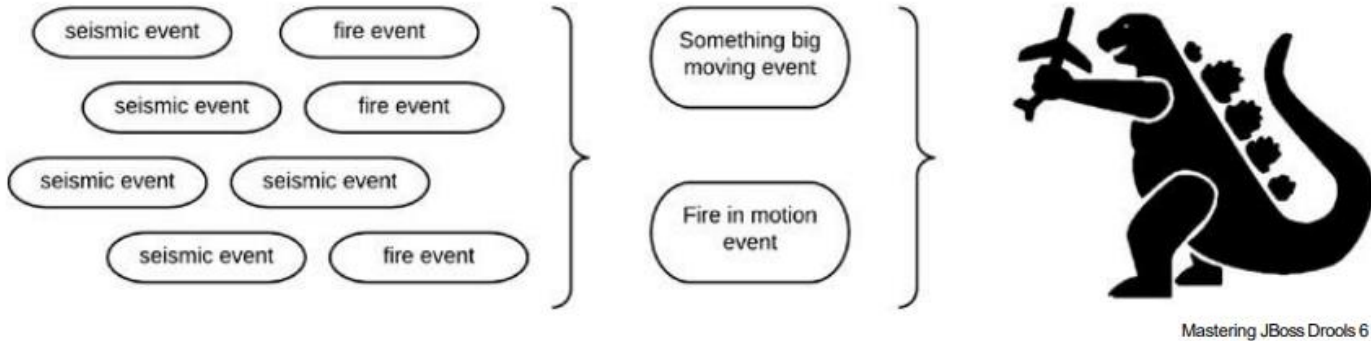 seismic event
fire event
seismic event
fire event
seismic event
seismic event
seismic event
fire event
Something big
moving event
Fire in motion
event
Mastering JBoss Drools 6